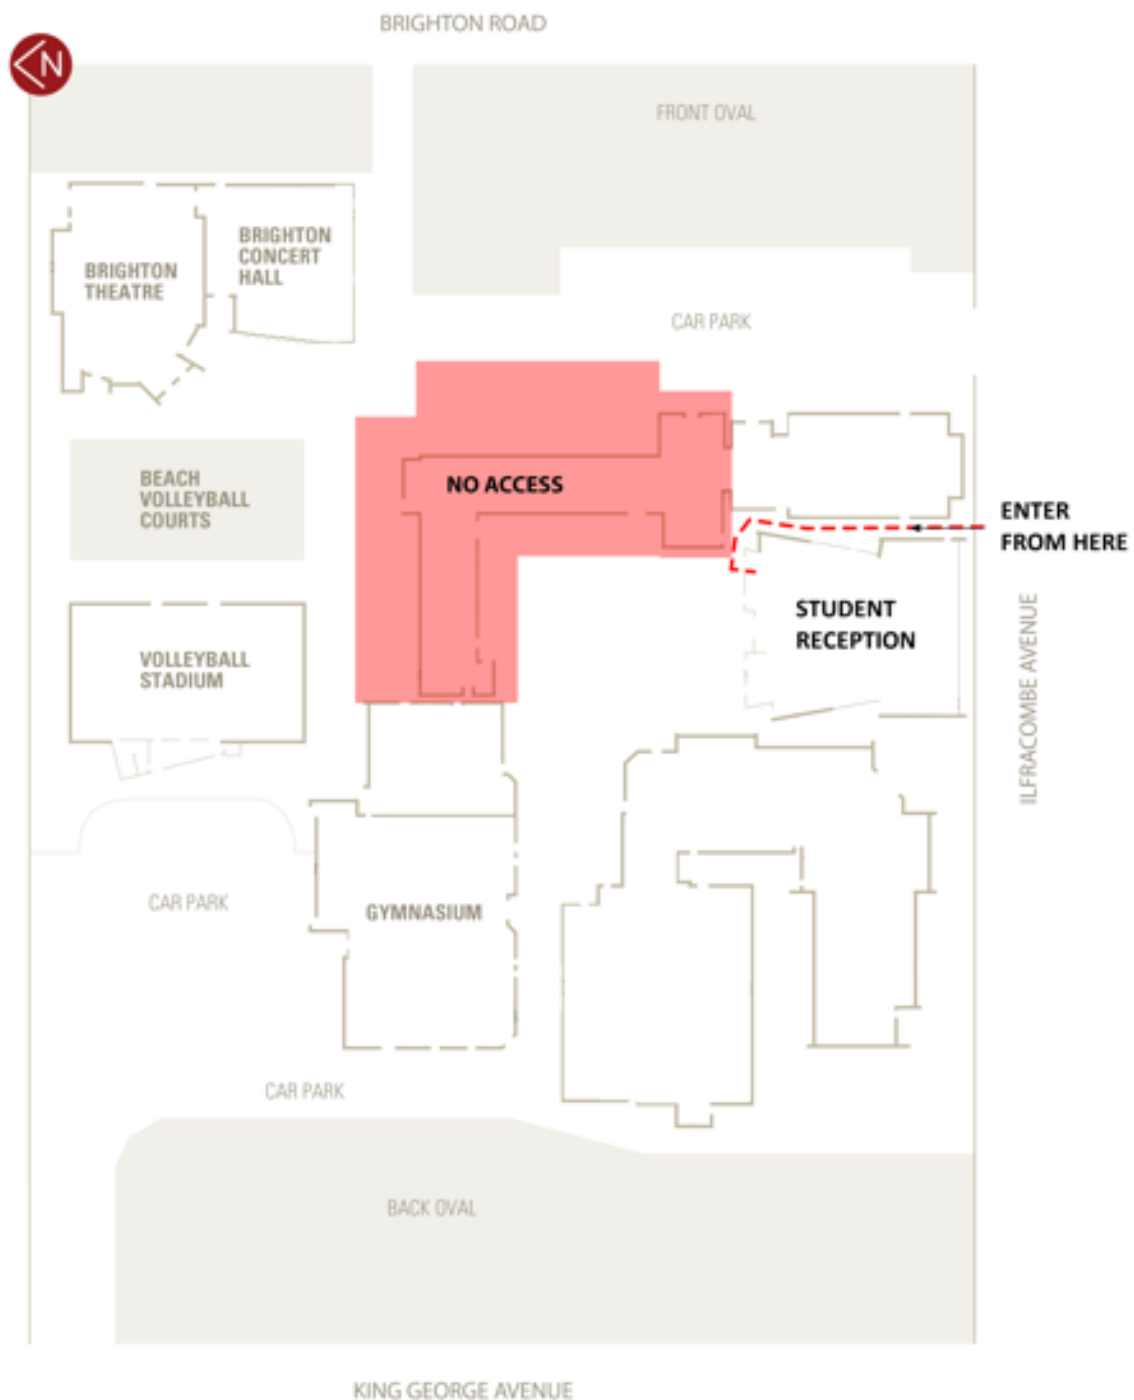 BRIGHTON ROAD
N
FRONT OVAL
BRIGHTON
CONCERT
HALL
BRIGHTON
THEATRE
CAR PARK
BEACH
VOLLEYBALL
COURTS
NO ACCESS
ENTER
FROM HERE
STUDENT
RECEPTION
VOLLEYBALL
STADIUM
ILFRACOMBE AVENUE
CAR PARK
GYMNASIUM
CAR PARK
BACK OVAL
KING GEORGE AVENUE